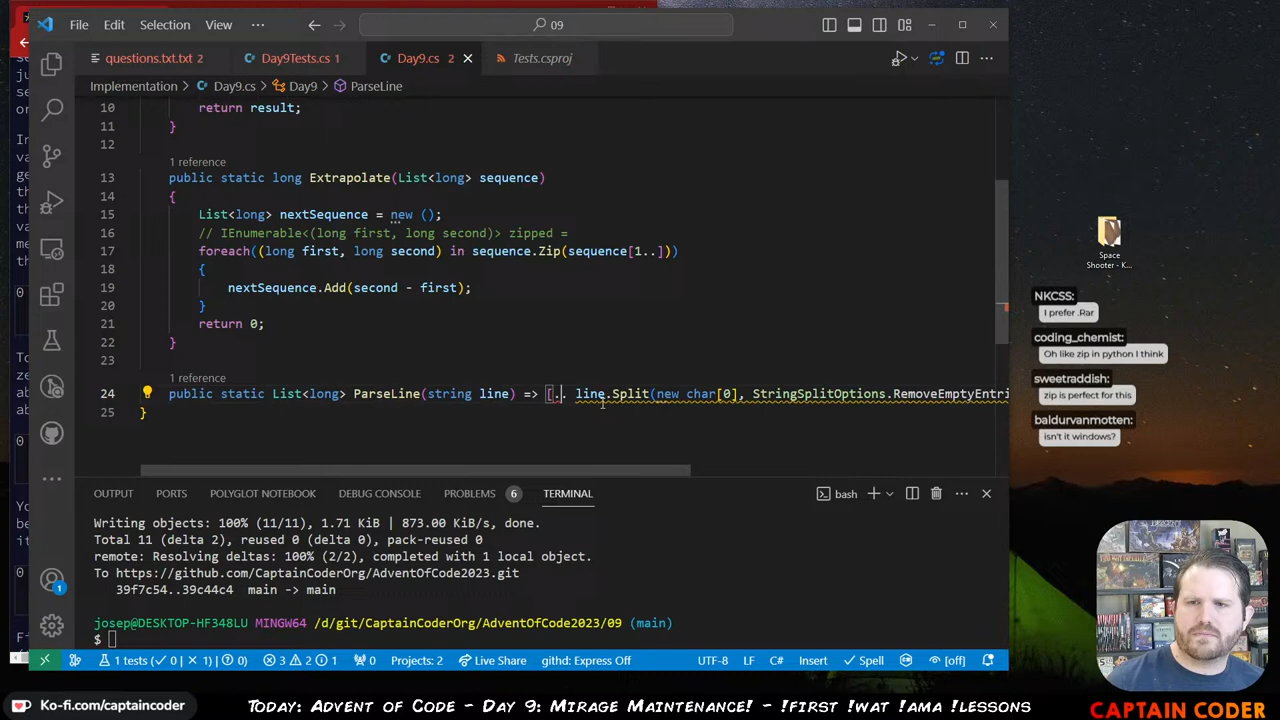 File Edit Selection View ··· 09
questions.txt.txt 2 Day9Tests.cs 1 Day9.cs 2 Tests.csproj
Implementation > Day9.cs > Day9 > ParseLine
10 return result;
11 }
12
1 reference
13 public static long Extrapolate(List<long> sequence)
14 {
15 List<long> nextSequence = new ();
16 // IEnumerable<(long first, long second)> zipped =
17 foreach((long first, long second) in sequence.Zip(sequence[1..]))
18 {
19 nextSequence.Add(second - first);
20 }
21 return 0;
22 }
23
1 reference
24 public static List<long> ParseLine(string line) => [.. line.Split(new char[0], StringSplitOptions.RemoveEmptyEntri
25 }
OUTPUT PORTS POLYGLOT NOTEBOOK DEBUG CONSOLE PROBLEMS 6 TERMINAL bash
Writing objects: 100% (11/11), 1.71 KiB | 873.00 KiB/s, done.
Total 11 (delta 2), reused 0 (delta 0), pack-reused 0
remote: Resolving deltas: 100% (2/2), completed with 1 local object.
To https://github.com/CaptainCoderOrg/AdventOfCode2023.git
39f7c54..39c44c4 main -> main
josep@DESKTOP-HF348LU MINGW64 /d/git/CaptainCoderOrg/AdventOfCode2023/09 (main)
$
1
1 tests (✓ 0 | × 1) | ? 0) 3 2 1 0 Projects: 2 Live Share githd: Express Off UTF-8 LF C# Insert Spell [off]
Space
Shooter - K...
NKCSS:
I prefer .Rar
coding_chemist:
Oh like zip in python I think
sweetraddish:
zip is perfect for this
baldurvanmotten:
isn't it windows?
Ko-fi.com/captaincoder
Today: Advent of Code - Day 9: Mirage Maintenance! - !first !wat !ama !lessons
CAPTAIN CODER